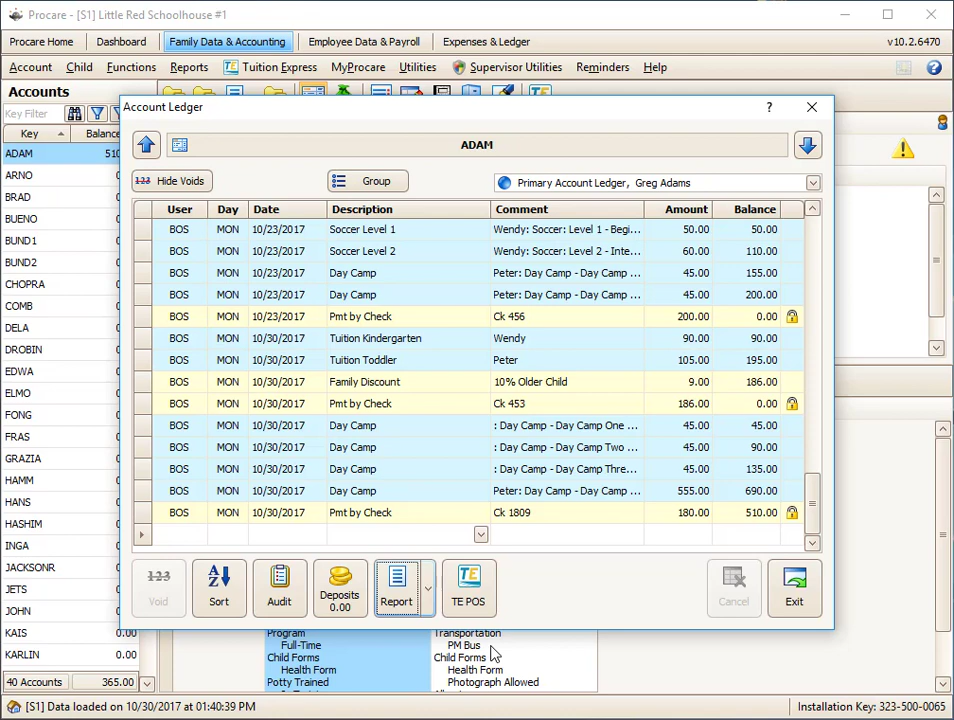 Procare - [S1] Little Red Schoolhouse #1
Procare Home Dashboard Family Data & Accounting Employee Data & Payroll Expenses & Ledger v10.2.6470
Account Child Functions Reports Tuition Express MyProcare Utilities Supervisor Utilities Reminders Help
Accounts
Key Filter
Key Balance
ADAM 510
ARNO
BRAD
BUENO
BUND1
BUND2
CHOPRA
COMB
DELA
DROBIN
EDWA
ELMO
FONG
FRAS
GRAZIA
HAMM
HANS
HASHIM
INGA
JACKSONR
JETS
JOHN
KAIS 0.00
KARLIN 0.00
40 Accounts 365.00
Account Ledger
ADAM
123 Hide Voids Group Primary Account Ledger, Greg Adams
User Day Date Description Comment Amount Balance
BOS MON 10/23/2017 Soccer Level 1 Wendy: Soccer: Level 1 - Begi... 50.00 50.00
BOS MON 10/23/2017 Soccer Level 2 Wendy: Soccer: Level 2 - Inte... 60.00 110.00
BOS MON 10/23/2017 Day Camp Peter: Day Camp - Day Camp ... 45.00 155.00
BOS MON 10/23/2017 Day Camp Peter: Day Camp - Day Camp ... 45.00 200.00
BOS MON 10/23/2017 Pmt by Check Ck 456 200.00 0.00
BOS MON 10/30/2017 Tuition Kindergarten Wendy 90.00 90.00
BOS MON 10/30/2017 Tuition Toddler Peter 105.00 195.00
BOS MON 10/30/2017 Family Discount 10% Older Child 9.00 186.00
BOS MON 10/30/2017 Pmt by Check Ck 453 186.00 0.00
BOS MON 10/30/2017 Day Camp : Day Camp - Day Camp One ... 45.00 45.00
BOS MON 10/30/2017 Day Camp : Day Camp - Day Camp Two ... 45.00 90.00
BOS MON 10/30/2017 Day Camp : Day Camp - Day Camp Thre... 45.00 135.00
BOS MON 10/30/2017 Day Camp Peter: Day Camp - Day Camp ... 555.00 690.00
BOS MON 10/30/2017 Pmt by Check Ck 1809 180.00 510.00
123 Void
AZ Sort
Audit
Deposits 0.00
Report
TE TE POS
Cancel
Exit
Program Transportation
Full-Time PM Bus
Child Forms Child Forms
Health Form Health Form
Potty Trained Photograph Allowed
[S1] Data loaded on 10/30/2017 at 01:40:39 PM Installation Key: 323-500-0065